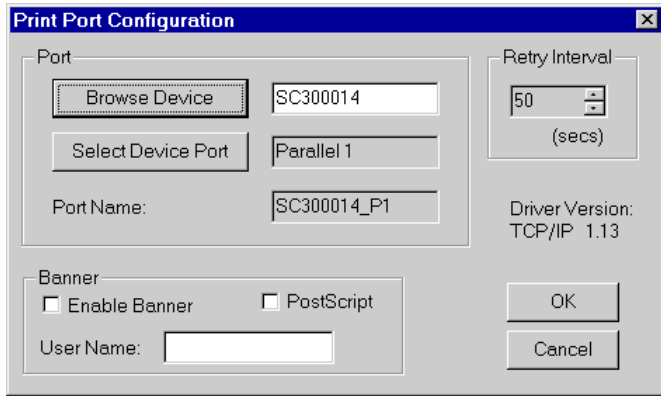 Print Port Configuration
Port
Browse Device
SC300014
Select Device Port
Parallel 1
Port Name:
SC300014_P1
Retry Interval
50
(secs)
Driver Version:
TCP/IP 1.13
Banner
Enable Banner
PostScript
User Name:
OK
Cancel